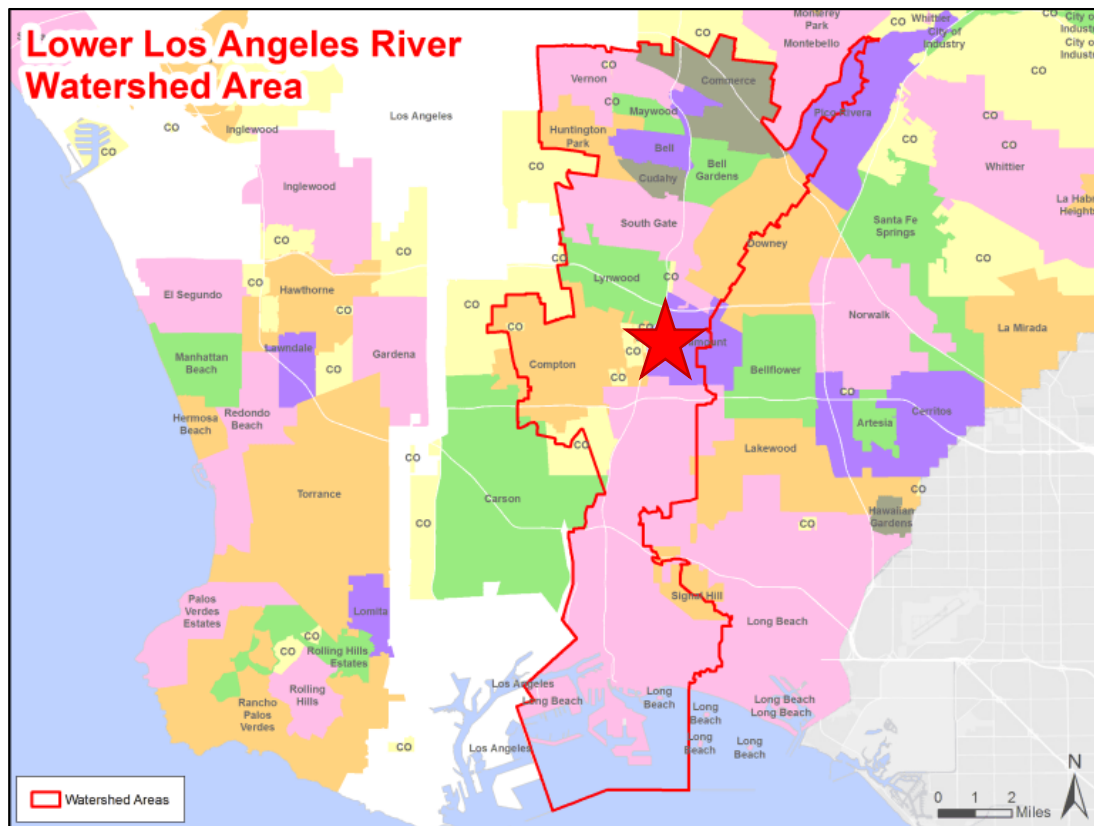 Lower Los Angeles River
Watershed Area
Monterey
Park
Montebello
CO
CO
Whittier
City of
Industry
CO
City of
Industry
City of
Industry
CO
Vernon
Commerce
CO
Maywood
Los Angeles
CO
Inglewood
CO
Huntington
Park
Bell
Pico Rivera
CO
CO
CO
Whittier
Inglewood
Cudahy
Bell
Gardens
La Habr
Heights
South Gate
Santa Fe
Springs
CO
CO
Downey
CO
CO
Lynwood
CO
CO
El Segundo
Hawthorne
CO
CO
CO
CO
Norwalk
La Mirada
Lawndale
Gardena
Manhattan
Beach
CO
Compton
CO
CO
Bellflower
CO
Cerritos
Hermosa
Beach
Redondo
Beach
Artesia
CO
Lakewood
Torrance
Carson
CO
CO
Hawaiian
Gardens
CO
Palos
Verdes
Estates
Lomita
Signal Hill
Long Beach
CO
CO
Rolling Hills
Estates
Rolling
Hills
Rancho
Palos
Verdes
Los Angeles
Long Beach
Long
Beach
Long
Beach
Long Beach
Long Beach
CO
Los Angeles
Long
Beach
Long
Beach
N
0 1 2
Miles
Watershed Areas